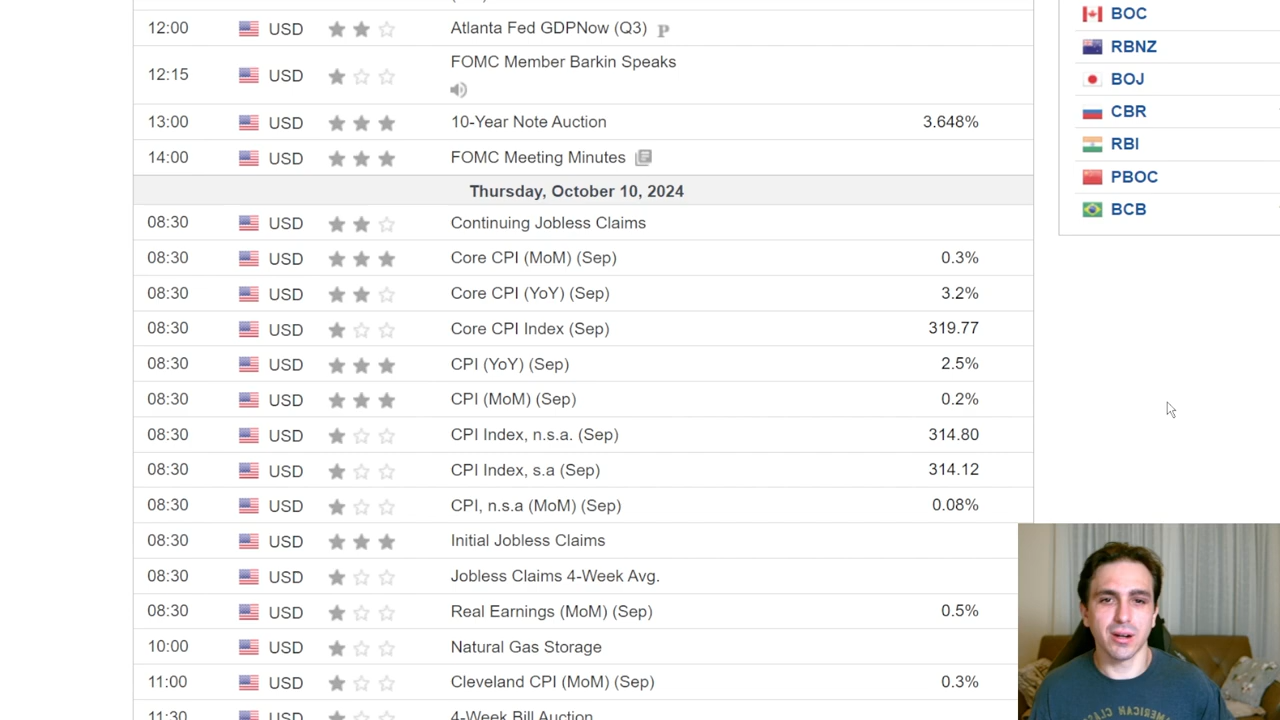 12:00 USD Atlanta Fed GDPNow (Q3) P
12:15 USD FOMC Member Barkin Speaks
13:00 USD 10-Year Note Auction 3.648%
14:00 USD FOMC Meeting Minutes
Thursday, October 10, 2024
08:30 USD Continuing Jobless Claims
08:30 USD Core CPI (MoM) (Sep) 0.3%
08:30 USD Core CPI (YoY) (Sep) 3.2%
08:30 USD Core CPI Index (Sep) 319.77
08:30 USD CPI (YoY) (Sep) 2.5%
08:30 USD CPI (MoM) (Sep) 0.2%
08:30 USD CPI Index, n.s.a. (Sep) 314.80
08:30 USD CPI Index, s.a (Sep) 314.12
08:30 USD CPI, n.s.a (MoM) (Sep) 0.08%
08:30 USD Initial Jobless Claims
08:30 USD Jobless Claims 4-Week Avg.
08:30 USD Real Earnings (MoM) (Sep) 0.5%
10:00 USD Natural Gas Storage
11:00 USD Cleveland CPI (MoM) (Sep) 0.3%
11:30 USD 4-Week Bill Auction
BOC
RBNZ
BOJ
CBR
RBI
PBOC
BCB